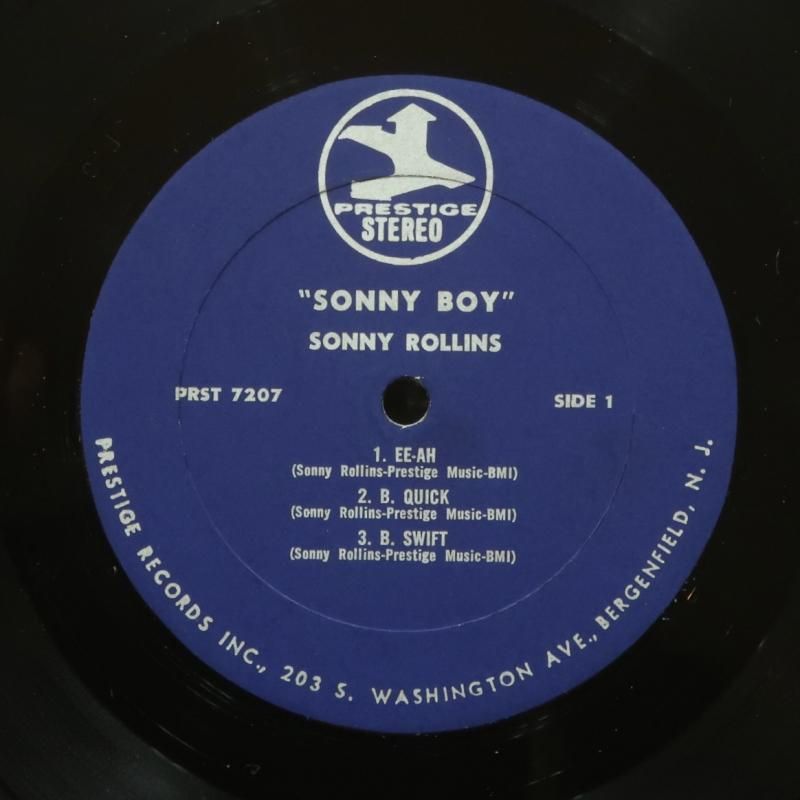 PRESTIGE
STEREO
"SONNY BOY"
SONNY ROLLINS
PRST 7207
SIDE 1
1. EE-AH
(Sonny Rollins-Prestige Music-BMI)
2. B. QUICK
(Sonny Rollins-Prestige Music-BMI)
3. B. SWIFT
(Sonny Rollins-Prestige Music-BMI)
PRESTIGE RECORDS INC., 203 S. WASHINGTON AVE., BERGENFIELD, N. J.